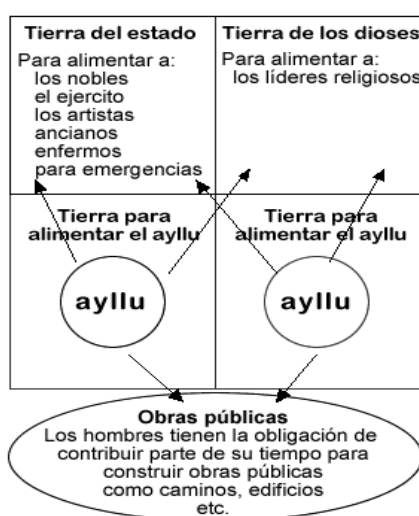 Tierra del estado
Para alimentar a:
los nobles
el ejercito
los artistas
ancianos
enfermos
para emergencias
Tierra de los dioses
Para alimentar a:
los líderes religiosos
Tierra para
alimentar el ayllu
ayllu
Tierra para
alimentar el ayllu
ayllu
Obras públicas
Los hombres tienen la obligación de
contribuir parte de su tiempo para
construir obras públicas
como caminos, edificios
etc.